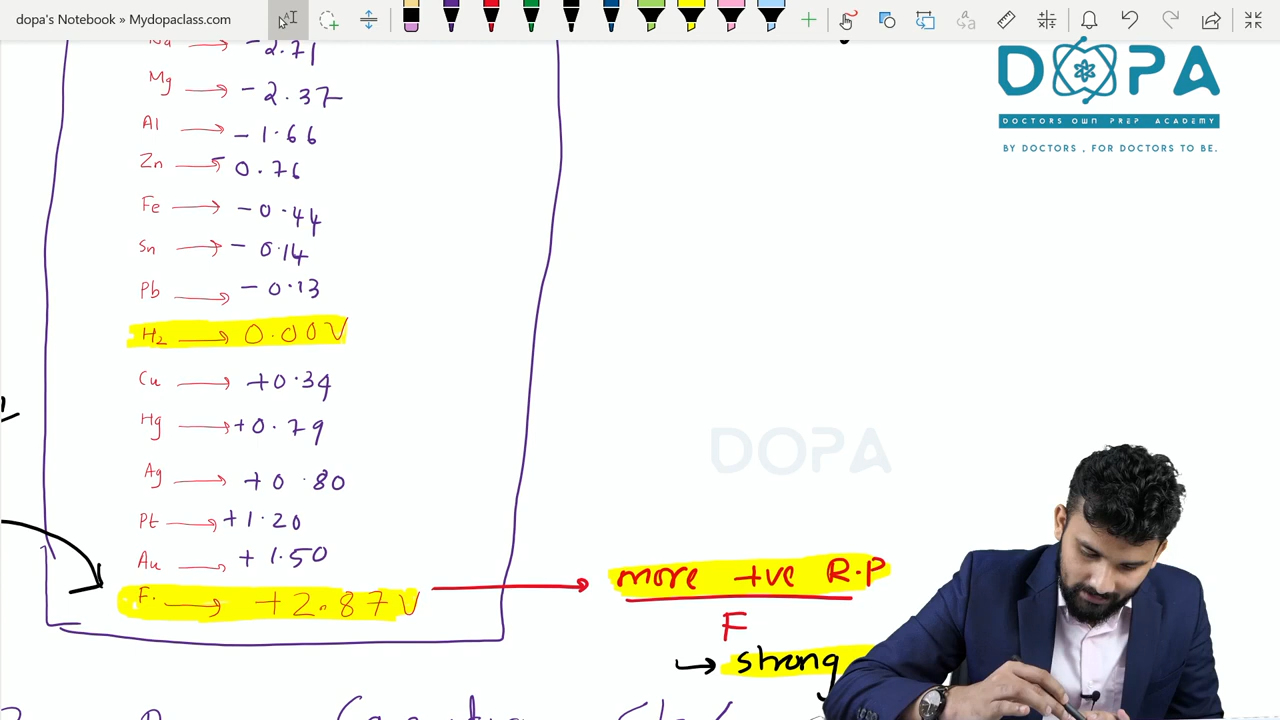 dopa's Notebook » Mydopaclass.com
Na → -2.71
Mg → -2.37
Al → -1.66
Zn → -0.76
Fe → -0.44
Sn → -0.14
Pb → -0.13
H2 → 0.00V
Cu → +0.34
Hg → +0.79
Ag → +0.80
Pt → +1.20
Au → +1.50
F. → +2.87V
more +ve R.P
F
→ strong
DOPA
DOCTORS OWN PREP ACADEMY
BY DOCTORS , FOR DOCTORS TO BE.
DOPA